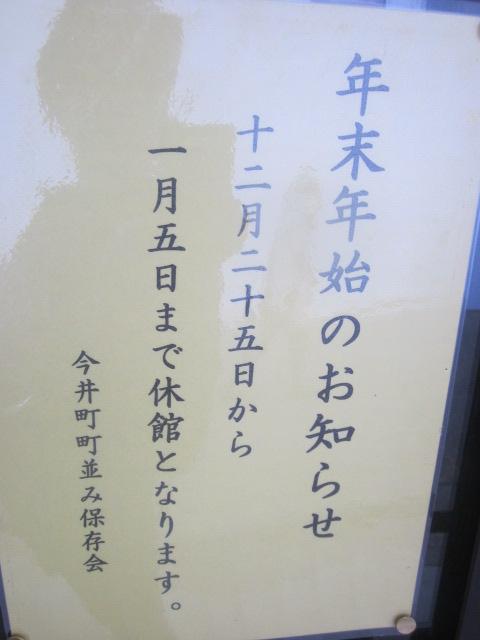 年末年始のお知らせ
十二月二十五日から
一月五日まで休館となります。
今井町町並み保存会